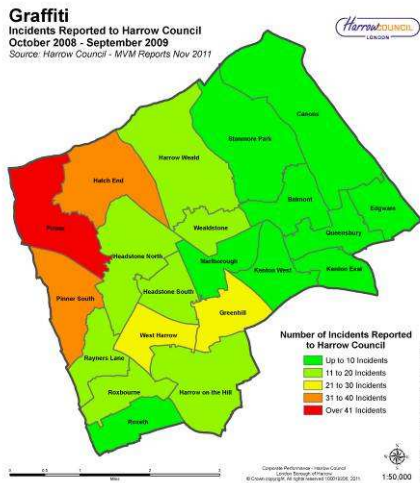 Graffiti
Incidents Reported to Harrow Council
October 2008 - September 2009
Source: Harrow Council - MVM Reports Nov 2011
HarrowCOUNCIL
LONDON
Canons
Stanmore Park
Harrow Weald
Hatch End
Pinner
Belmont
Edgware
Wealdstone
Queensbury
Headstone North
Marlborough
Kenton West
Kenton East
Pinner South
Headstone South
Greenhill
West Harrow
Rayners Lane
Roxbourne
Harrow on the Hill
Roxeth
Number of Incidents Reported
to Harrow Council
Up to 10 Incidents
11 to 20 Incidents
21 to 30 Incidents
31 to 40 Incidents
Over 41 Incidents
Corporate Performance - Harrow Council
London Borough of Harrow
Miles
1:50,000